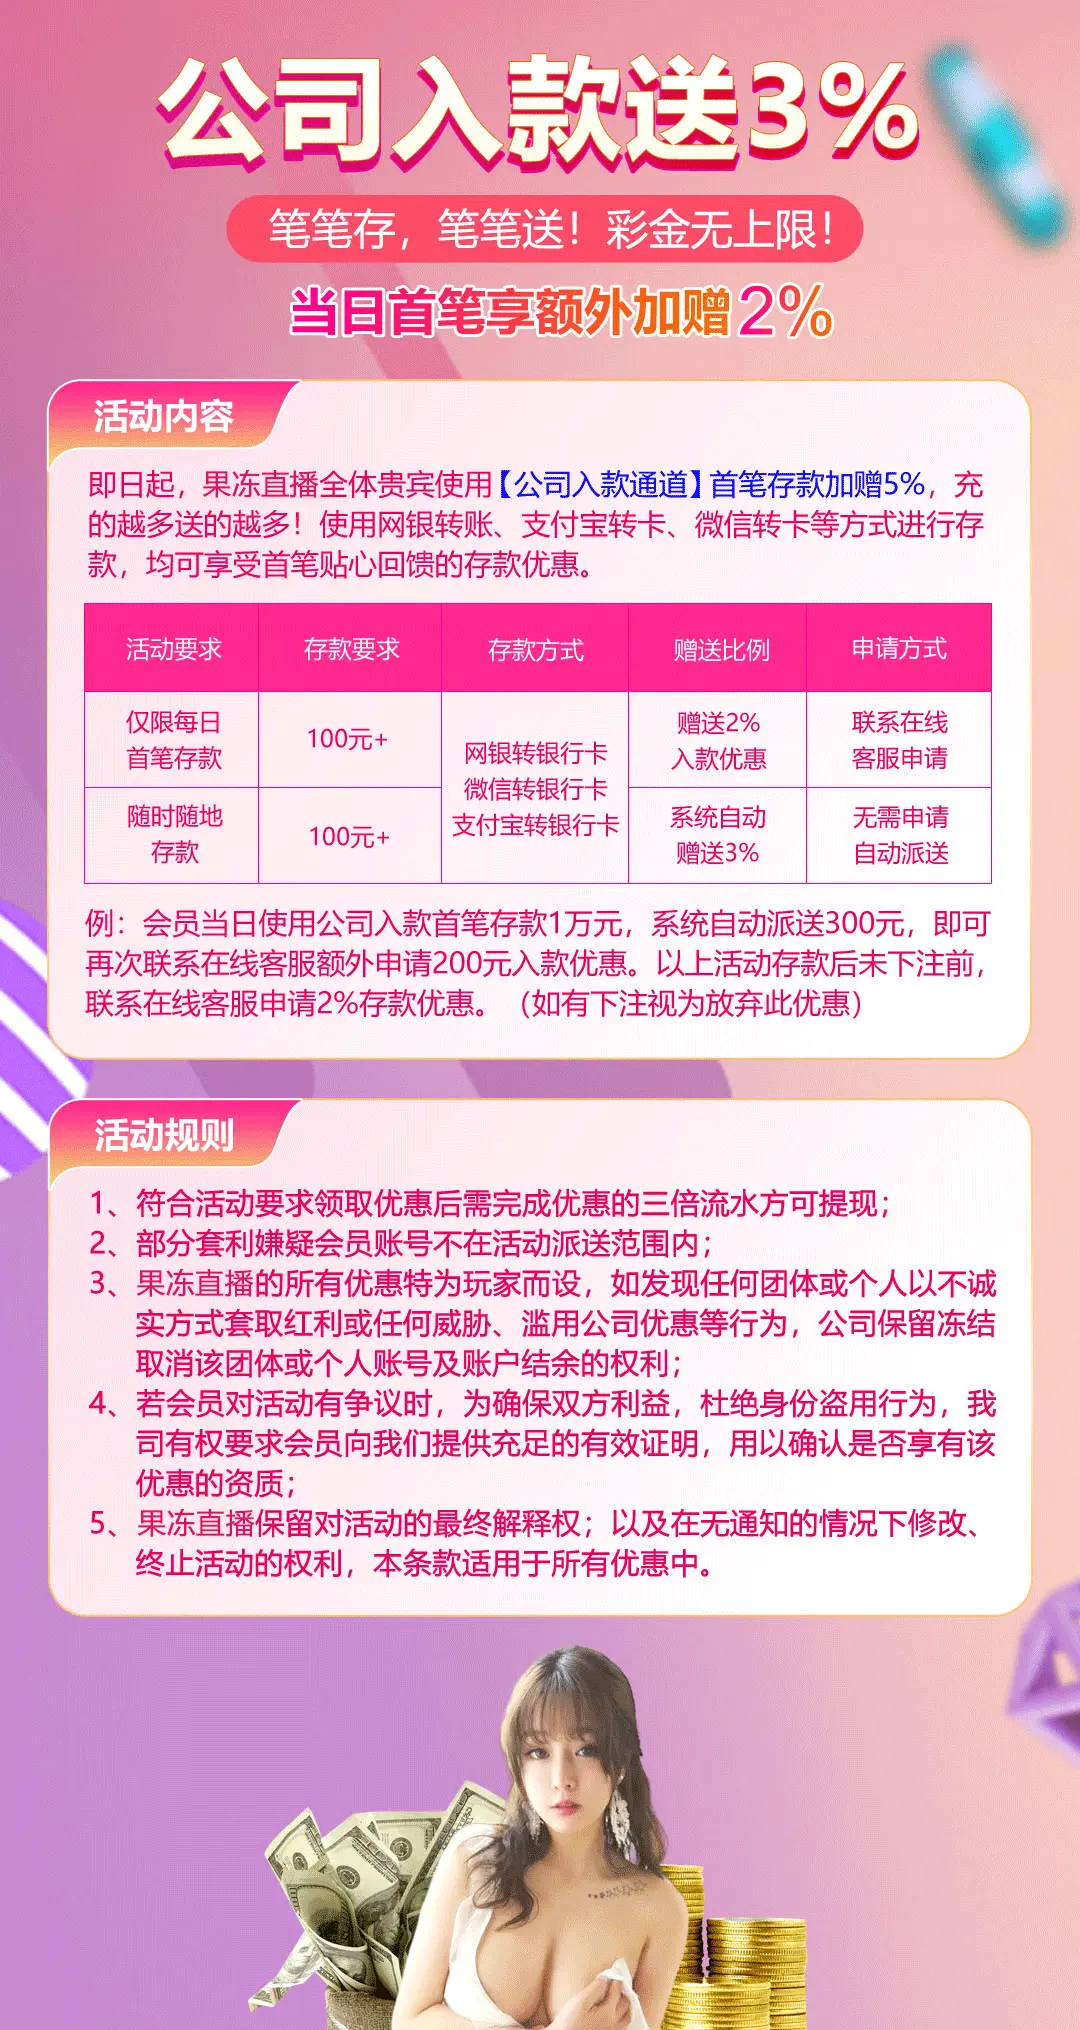 公司入款送3%
笔笔存，笔笔送！彩金无上限！
当日首笔享额外加赠2%
活动内容
即日起，果冻直播全体贵宾使用【公司入款通道】首笔存款加赠5%，充
的越多送的越多！使用网银转账、支付宝转卡、微信转卡等方式进行存
款，均可享受首笔贴心回馈的存款优惠。
活动要求 存款要求 存款方式 赠送比例 申请方式
仅限每日
首笔存款
100元+
网银转银行卡
微信转银行卡
支付宝转银行卡
赠送2%
入款优惠
联系在线
客服申请
随时随地
存款
100元+
系统自动
赠送3%
无需申请
自动派送
例：会员当日使用公司入款首笔存款1万元，系统自动派送300元，即可
再次联系在线客服额外申请200元入款优惠。以上活动存款后未下注前，
联系在线客服申请2%存款优惠。（如有下注视为放弃此优惠）
活动规则
1、符合活动要求领取优惠后需完成优惠的三倍流水方可提现；
2、部分套利嫌疑会员账号不在活动派送范围内；
3、果冻直播的所有优惠特为玩家而设，如发现任何团体或个人以不诚
实方式套取红利或任何威胁、滥用公司优惠等行为，公司保留冻结
取消该团体或个人账号及账户结余的权利；
4、若会员对活动有争议时，为确保双方利益，杜绝身份盗用行为，我
司有权要求会员向我们提供充足的有效证明，用以确认是否享有该
优惠的资质；
5、果冻直播保留对活动的最终解释权；以及在无通知的情况下修改、
终止活动的权利，本条款适用于所有优惠中。